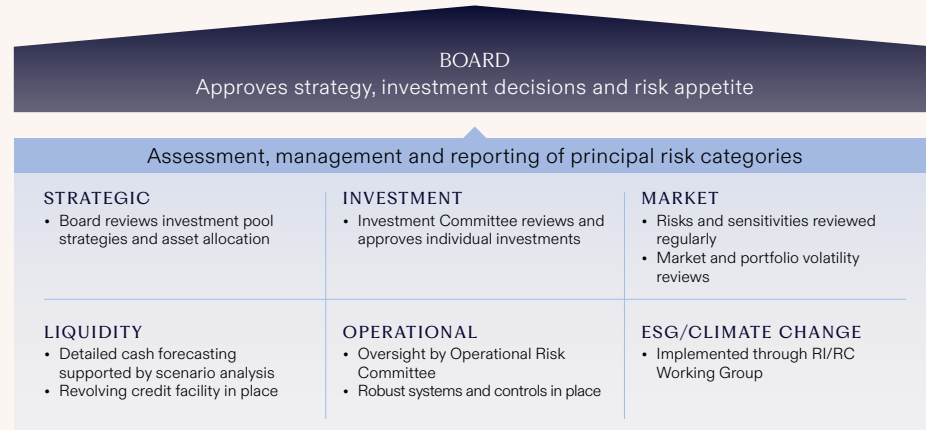 BOARD
Approves strategy, investment decisions and risk appetite
Assessment, management and reporting of principal risk categories
STRATEGIC
• Board reviews investment pool
strategies and asset allocation
INVESTMENT
• Investment Committee reviews and
approves individual investments
MARKET
• Risks and sensitivities reviewed
regularly
• Market and portfolio volatility
reviews
LIQUIDITY
• Detailed cash forecasting
supported by scenario analysis
• Revolving credit facility in place
OPERATIONAL
• Oversight by Operational Risk
Committee
• Robust systems and controls in place
ESG/CLIMATE CHANGE
• Implemented through RI/RC
Working Group